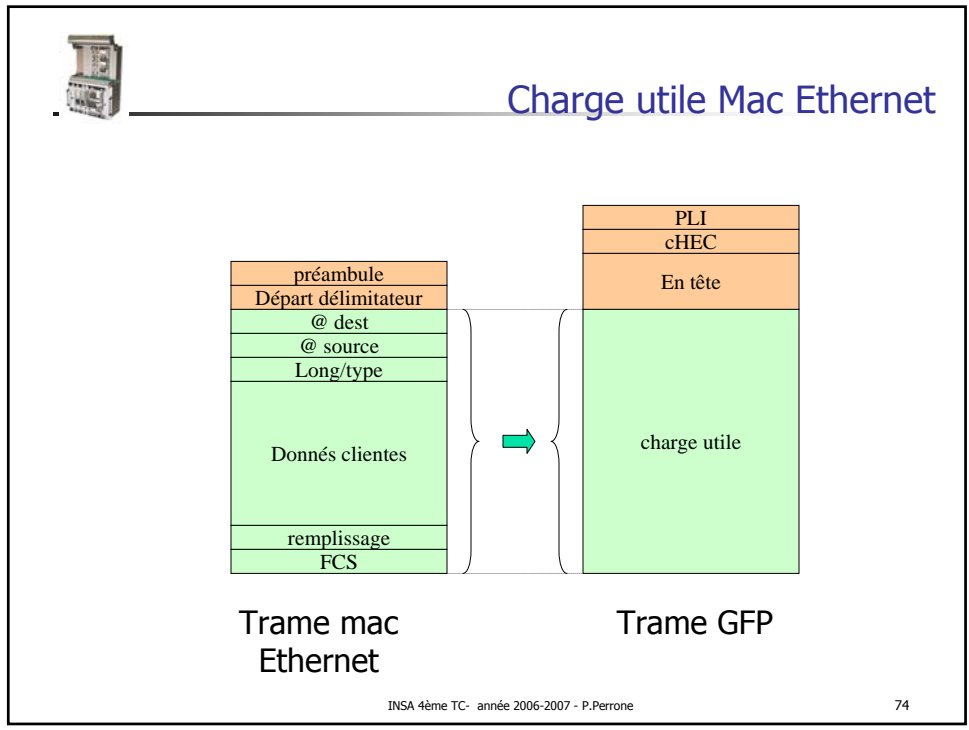 Charge utile Mac Ethernet
préambule
Départ délimitateur
@ dest
@ source
Long/type
Donnés clientes
remplissage
FCS
Trame mac
Ethernet
PLI
cHEC
En tête
charge utile
Trame GFP
INSA 4ème TC- année 2006-2007 - P.Perrone
74